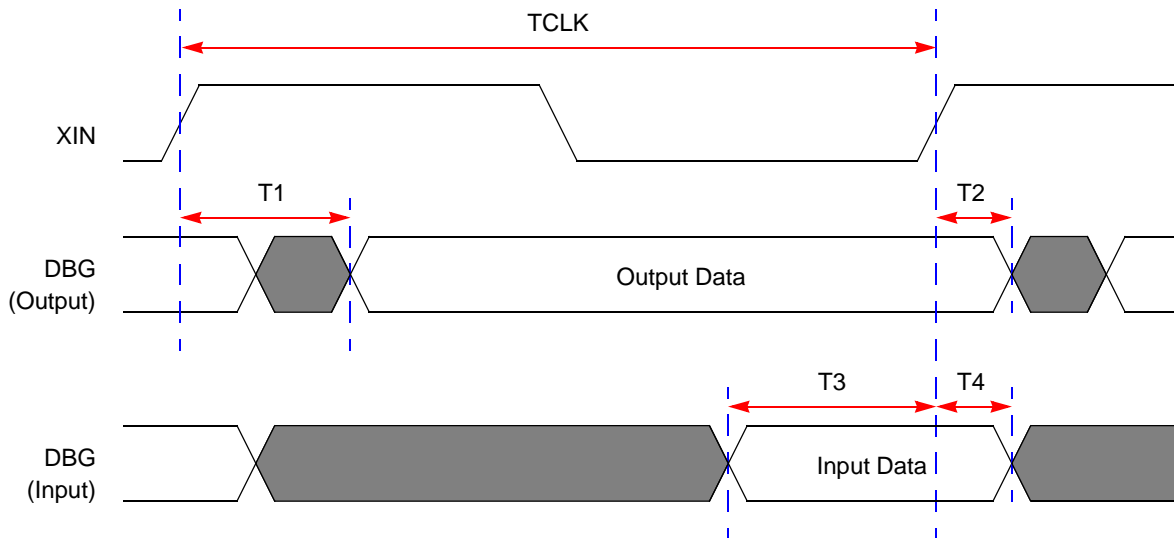 TCLK
XIN
T1
T2
DBG
(Output)
Output Data
T3
T4
DBG
(Input)
Input Data